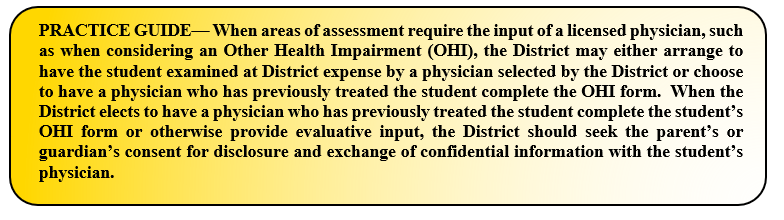 PRACTICE GUIDE— When areas of assessment require the input of a licensed physician, such
as when considering an Other Health Impairment (OHI), the District may either arrange to
have the student examined at District expense by a physician selected by the District or choose
to have a physician who has previously treated the student complete the OHI form. When the
District elects to have a physician who has previously treated the student complete the student’s
OHI form or otherwise provide evaluative input, the District should seek the parent’s or
guardian’s consent for disclosure and exchange of confidential information with the student’s
physician.